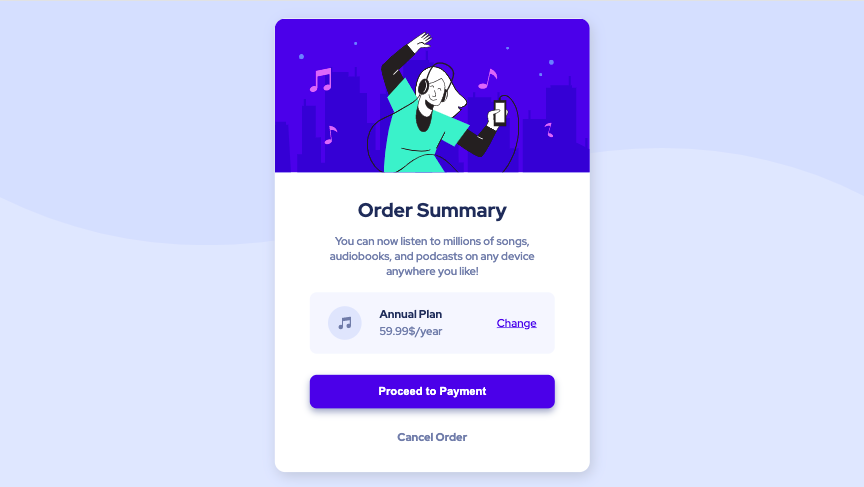 Order Summary
You can now listen to millions of songs,
audiobooks, and podcasts on any device
anywhere you like!
Annual Plan
59.99$/year
Change
Proceed to Payment
Cancel Order